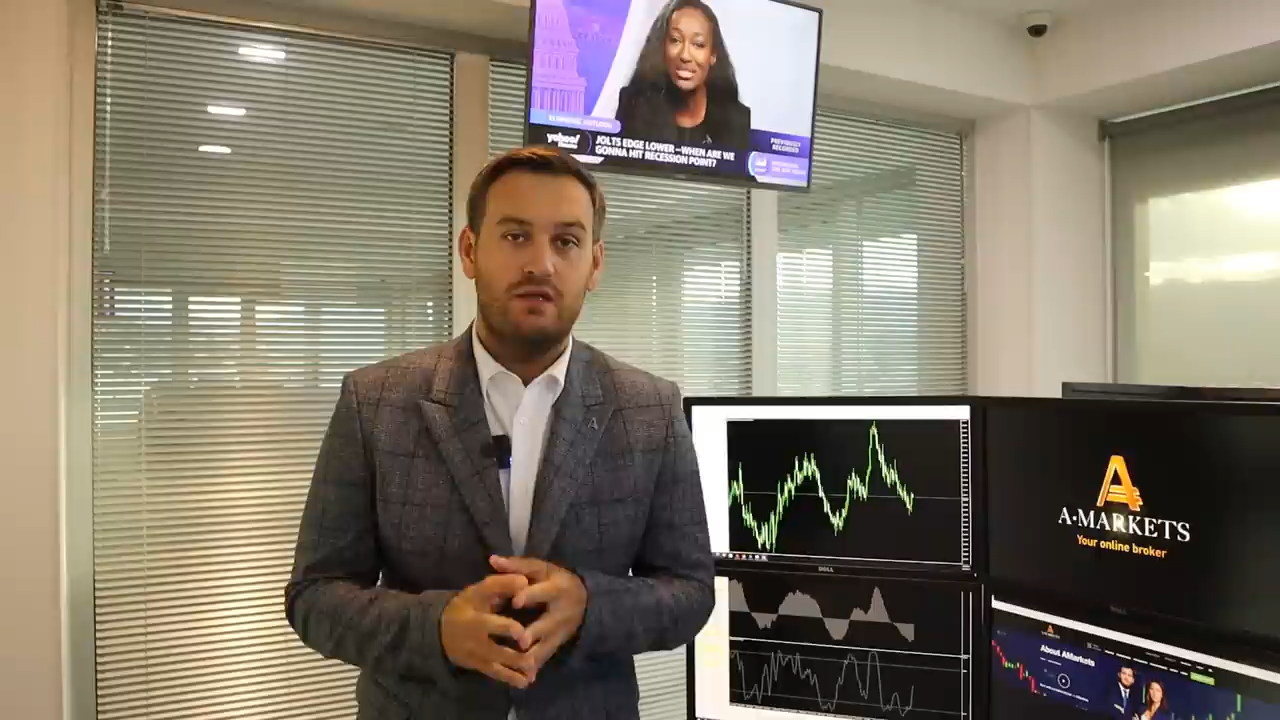 yahoo!
JOLTS EDGE LOWER – WHEN ARE WE
GONNA HIT RECESSION POINT?
PREVIOUSLY
RECORDED
A
A·MARKETS
Your online broker
DELL
About AMarkets